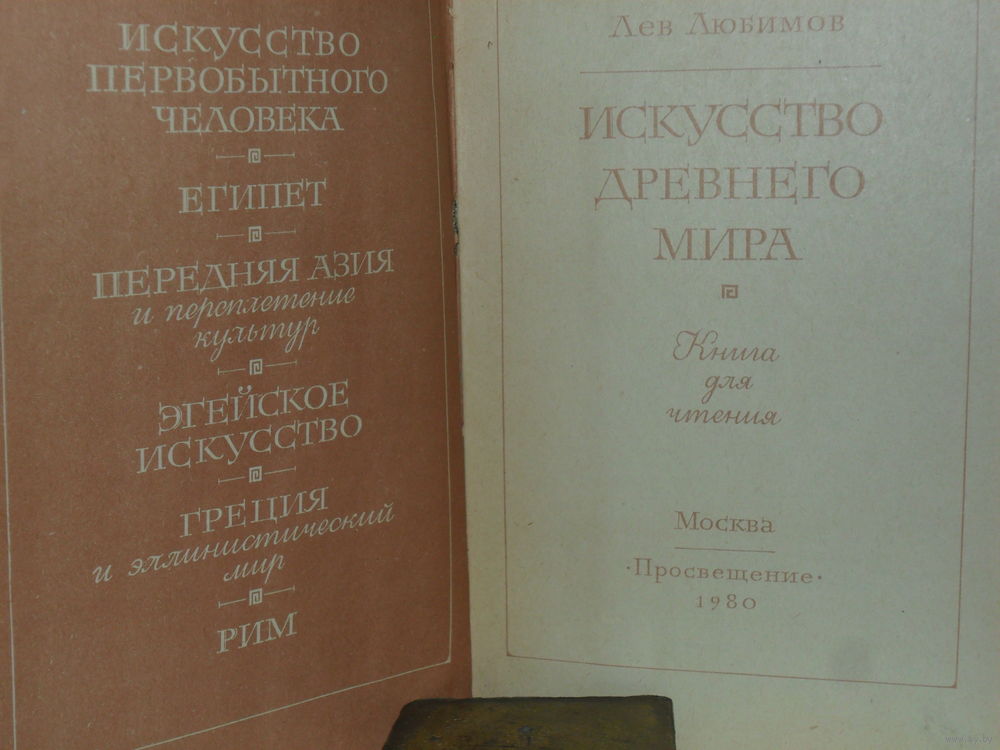 ИСКУССТВО
ПЕРВОБЫТНОГО
ЧЕЛОВЕКА
ЕГИПЕТ
ПЕРЕДНЯЯ АЗИЯ
и переплетение
культур
ЭГЕЙСКОЕ
ИСКУССТВО
ГРЕЦИЯ
и эллинистический
мир
РИМ
Лев Любимов
ИСКУССТВО
ДРЕВНЕГО
МИРА
Книга
для
чтения
Москва
·Просвещение·
1980